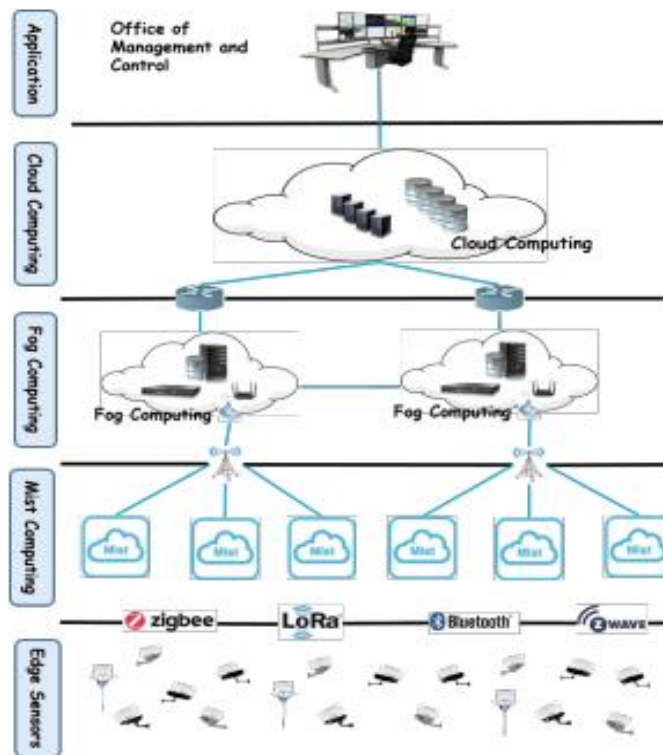 Application
Office of
Management and
Control
Cloud Computing
Cloud Computing
Fog Computing
Fog Computing
Fog Computing
Mist Computing
Mist
Mist
Mist
Mist
Mist
Mist
zigbee
LoRa
Bluetooth
Z WAVE
Edge Sensors